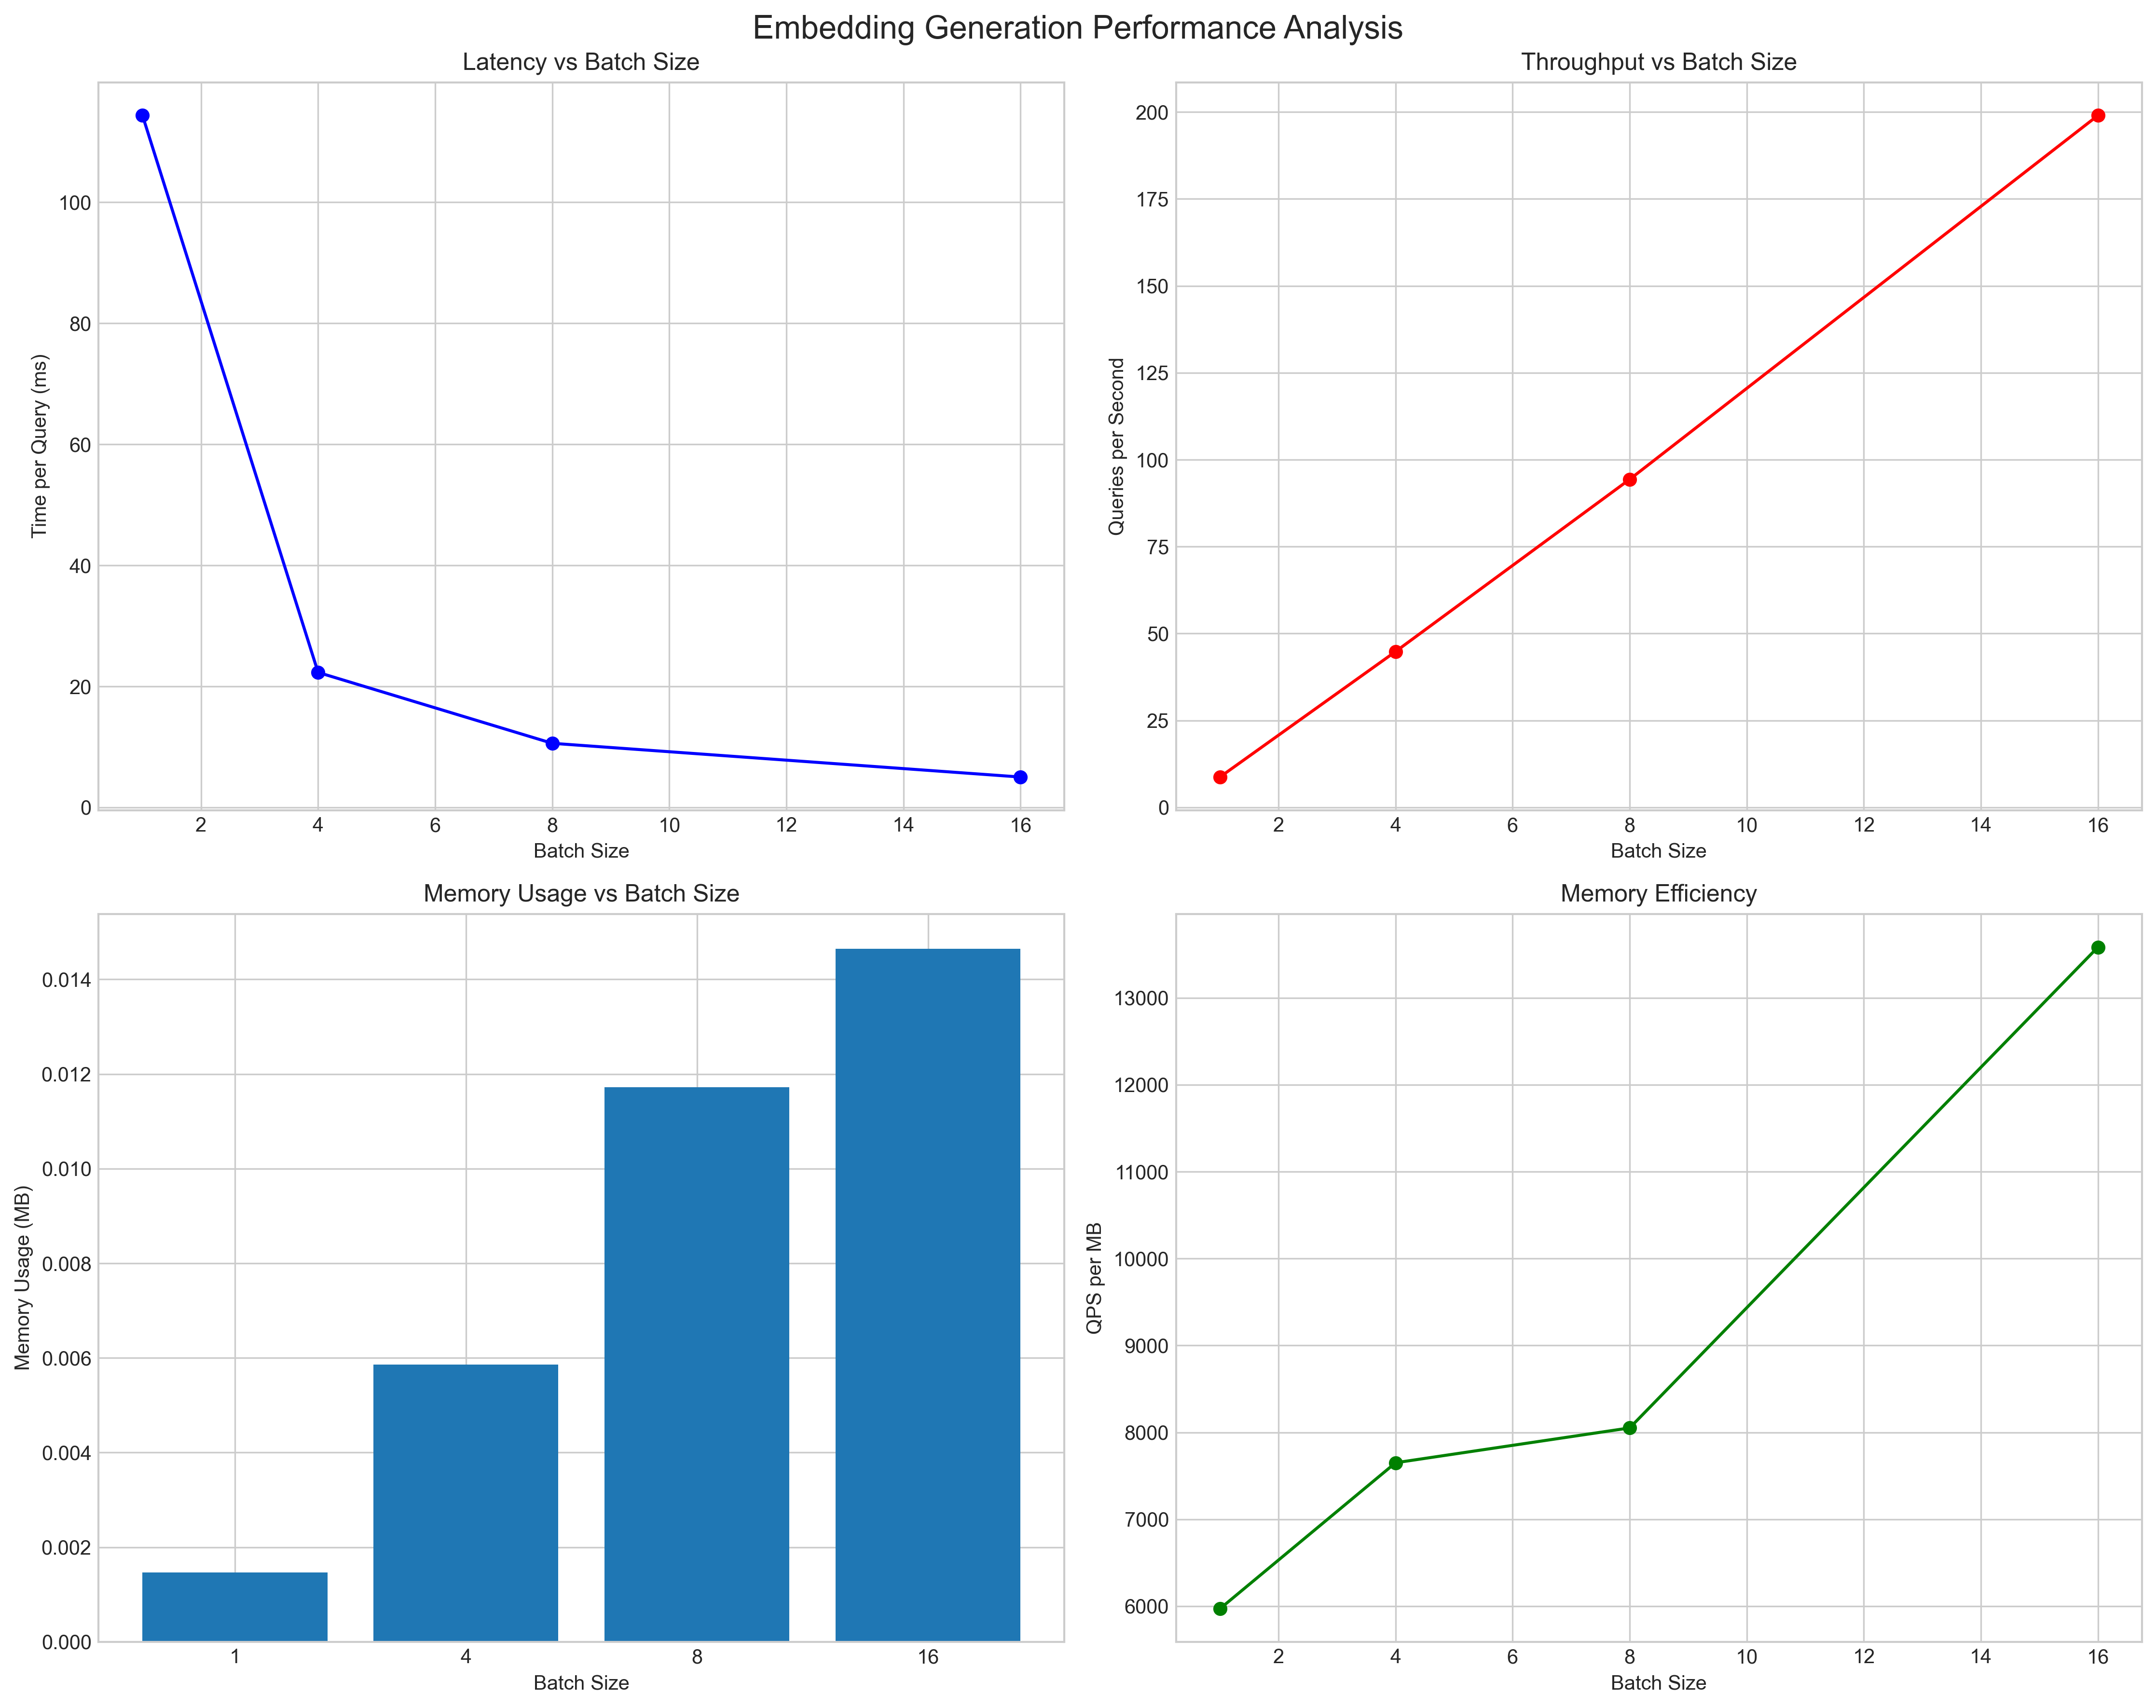 Embedding Generation Performance Analysis
Latency vs Batch Size
Time per Query (ms)
100
80
60
40
20
0
2 4 6 8 10 12 14 16
Batch Size
Throughput vs Batch Size
Queries per Second
200
175
150
125
100
75
50
25
0
2 4 6 8 10 12 14 16
Batch Size
Memory Usage vs Batch Size
Memory Usage (MB)
0.014
0.012
0.010
0.008
0.006
0.004
0.002
0.000
1 4 8 16
Batch Size
Memory Efficiency
QPS per MB
13000
12000
11000
10000
9000
8000
7000
6000
2 4 6 8 10 12 14 16
Batch Size